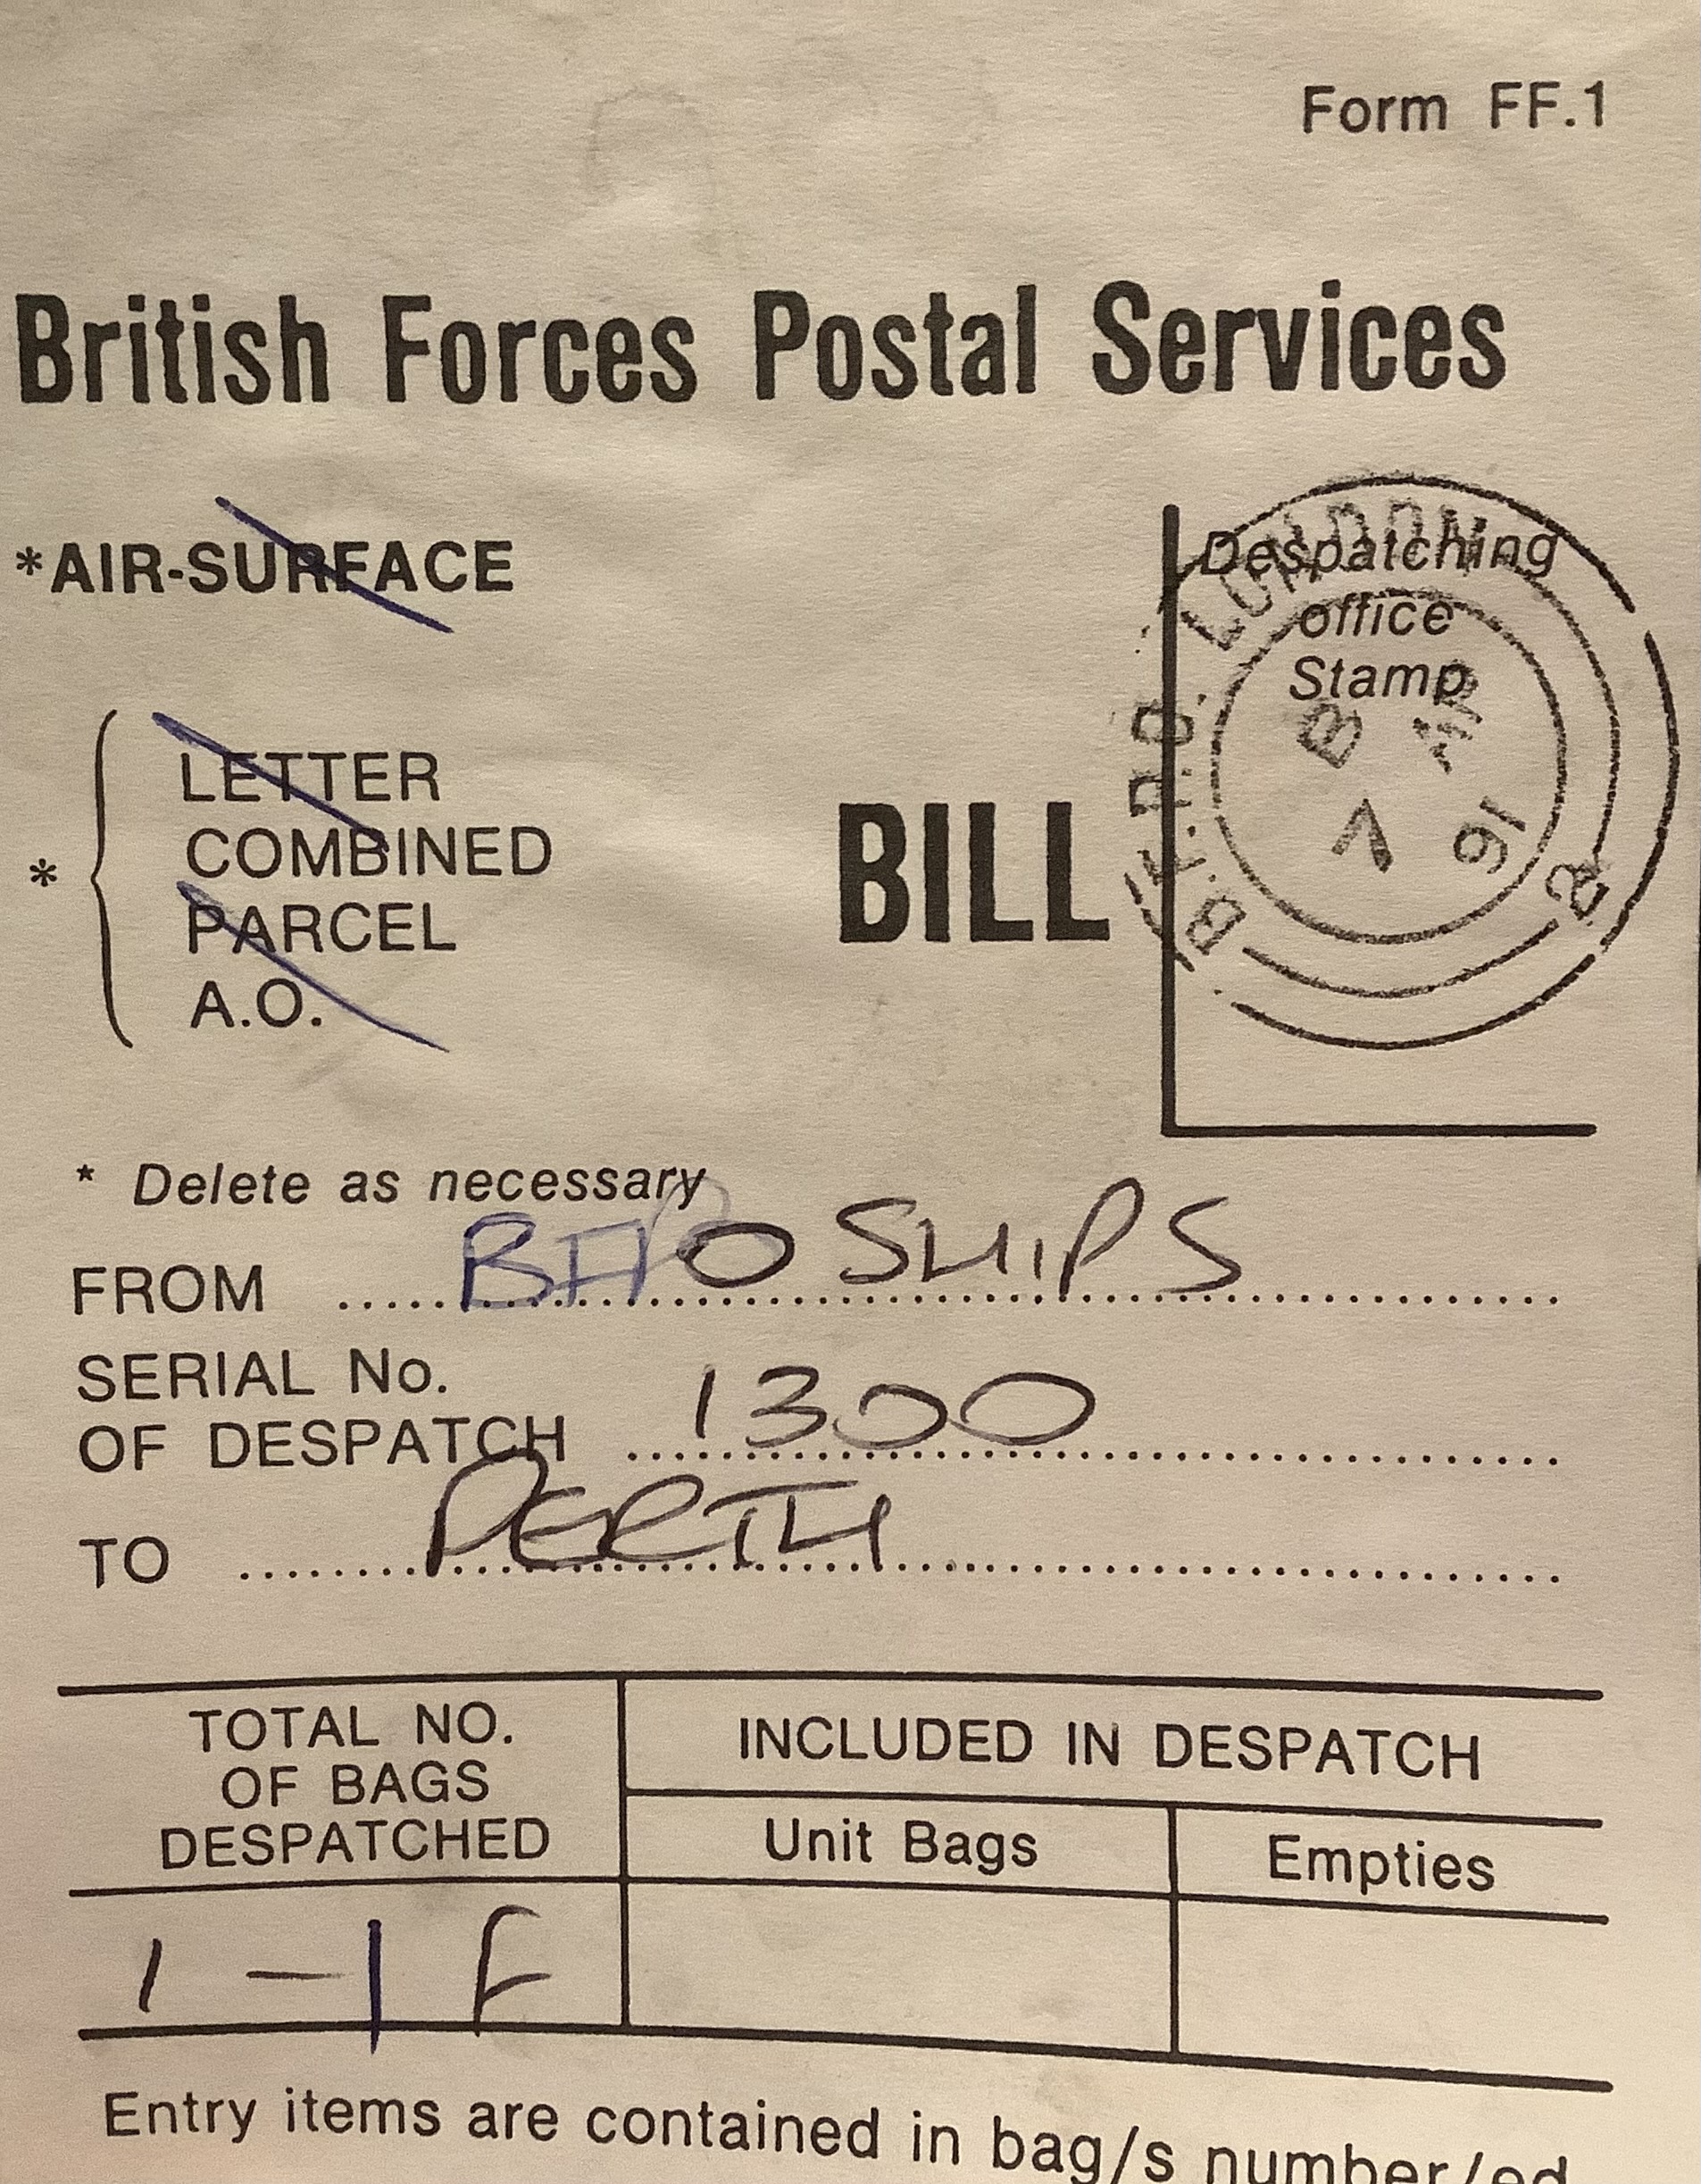 Form FF.1
British Forces Postal Services
*AIR-SURFACE
Despatching
office
Stamp
B.F.P.O. LONDON
B
AP
V
91
2
*
LETTER
COMBINED
PARCEL
A.O.
BILL
* Delete as necessary
FROM SHIPS
SERIAL No.
OF DESPATCH 1300
TO PERTH
TOTAL NO.
OF BAGS
DESPATCHED
INCLUDED IN DESPATCH
Unit Bags
Empties
1 - 1 F
Entry items are contained in bag/s number/ed